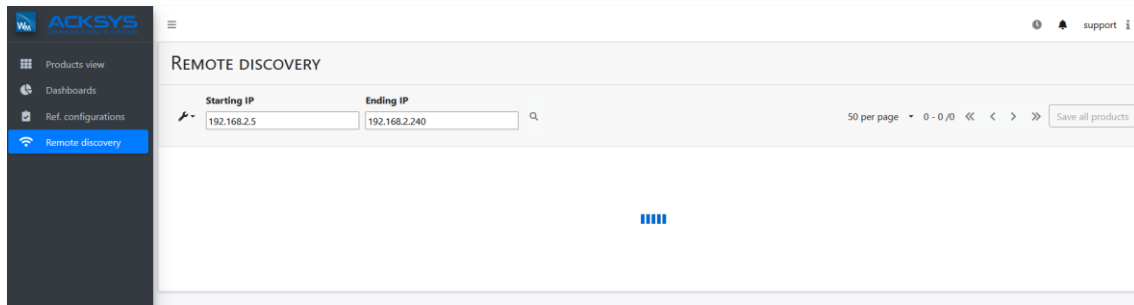 WM ACKSYS
support
Products view
Dashboards
Ref. configurations
Remote discovery
REMOTE DISCOVERY
Starting IP Ending IP
192.168.2.5 192.168.2.240
50 per page 0 - 0 /0 Save all products